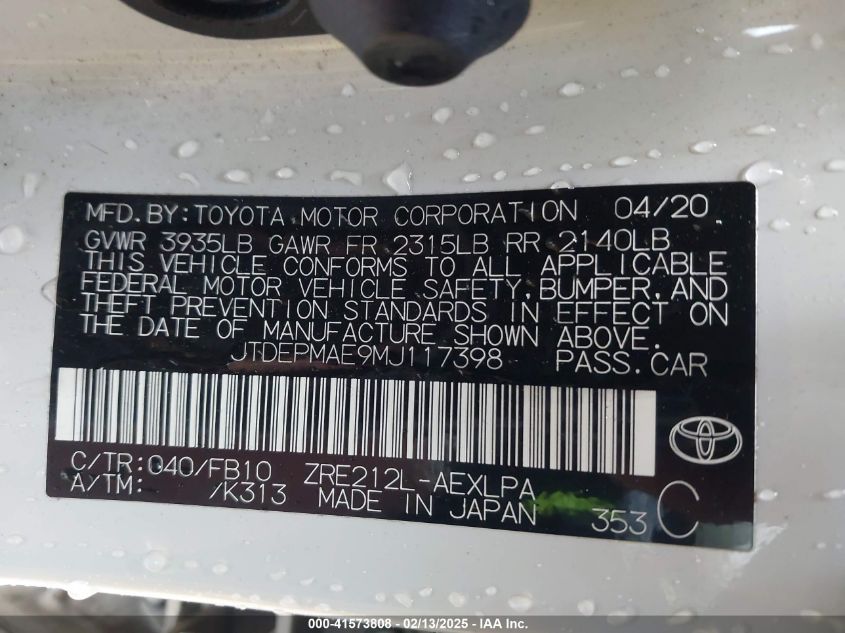 MFD. BY: TOYOTA MOTOR CORPORATION 04/20
GVWR 3935LB GAWR FR 2315LB RR 2140LB
THIS VEHICLE CONFORMS TO ALL APPLICABLE
FEDERAL MOTOR VEHICLE SAFETY, BUMPER, AND
THEFT PREVENTION STANDARDS IN EFFECT ON
THE DATE OF MANUFACTURE SHOWN ABOVE.
JTDEPMAE9MJ117398 PASS. CAR
C/TR: 040/FB10 ZRE212L-AEXLPA
A/TM: /K313 MADE IN JAPAN 353 C
000-41573808 - 02/13/2025 - IAA Inc.